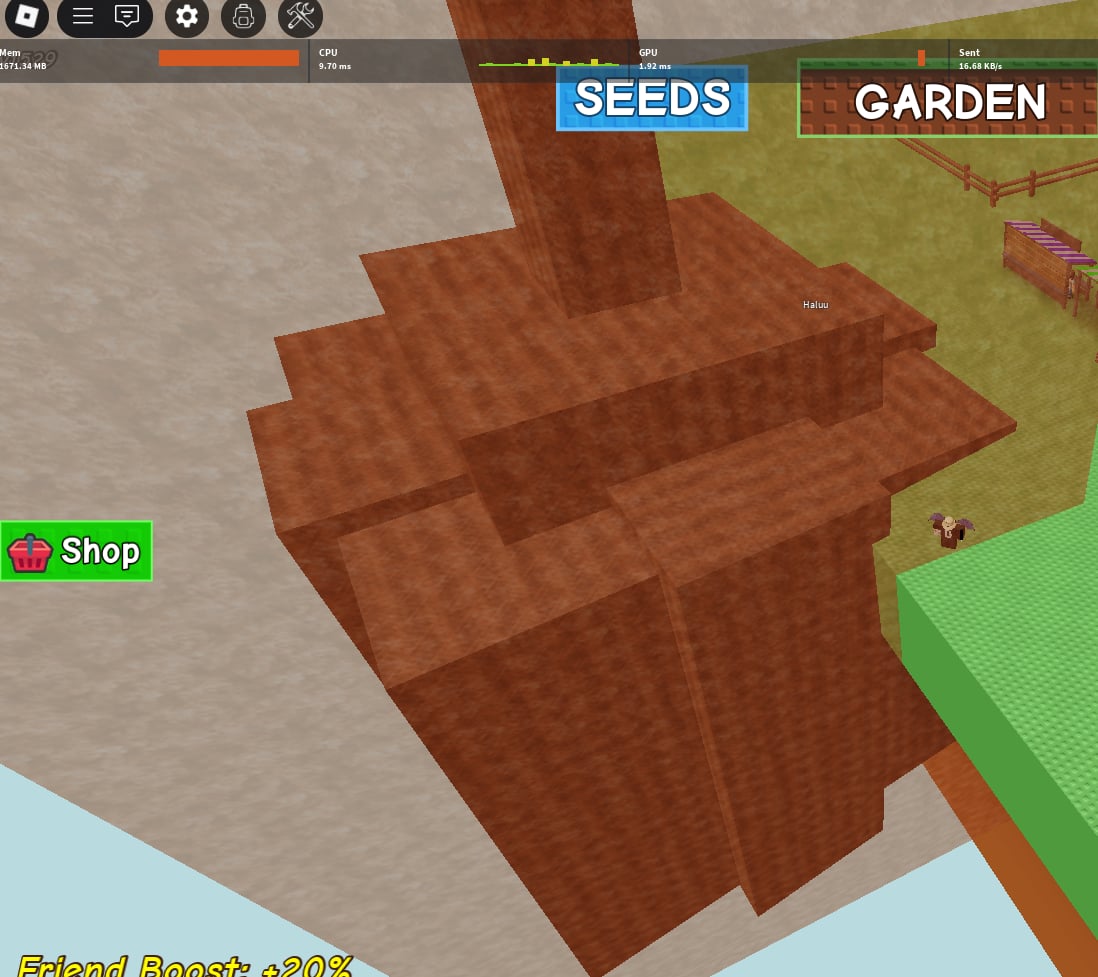 Mem
1671.34 MB
CPU
9.70 ms
GPU
1.92 ms
Sent
16.68 KB/s
SEEDS
GARDEN
Haluu
Shop
Friend Boost: +20%